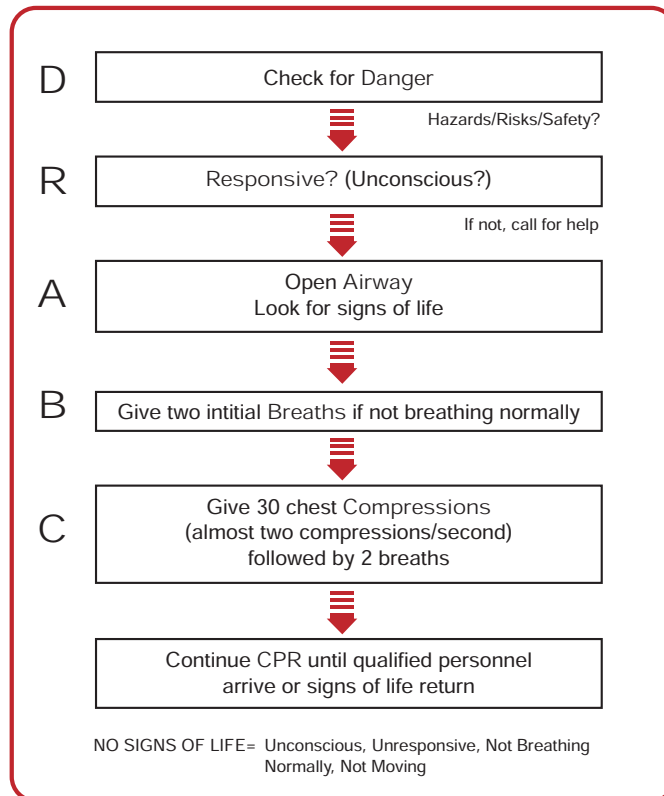 D
Check for Danger
Hazards/Risks/Safety?
R
Responsive? (Unconscious?)
If not, call for help
A
Open Airway
Look for signs of life
B
Give two intitial Breaths if not breathing normally
C
Give 30 chest Compressions
(almost two compressions/second)
followed by 2 breaths
Continue CPR until qualified personnel
arrive or signs of life return
NO SIGNS OF LIFE= Unconscious, Unresponsive, Not Breathing
Normally, Not Moving